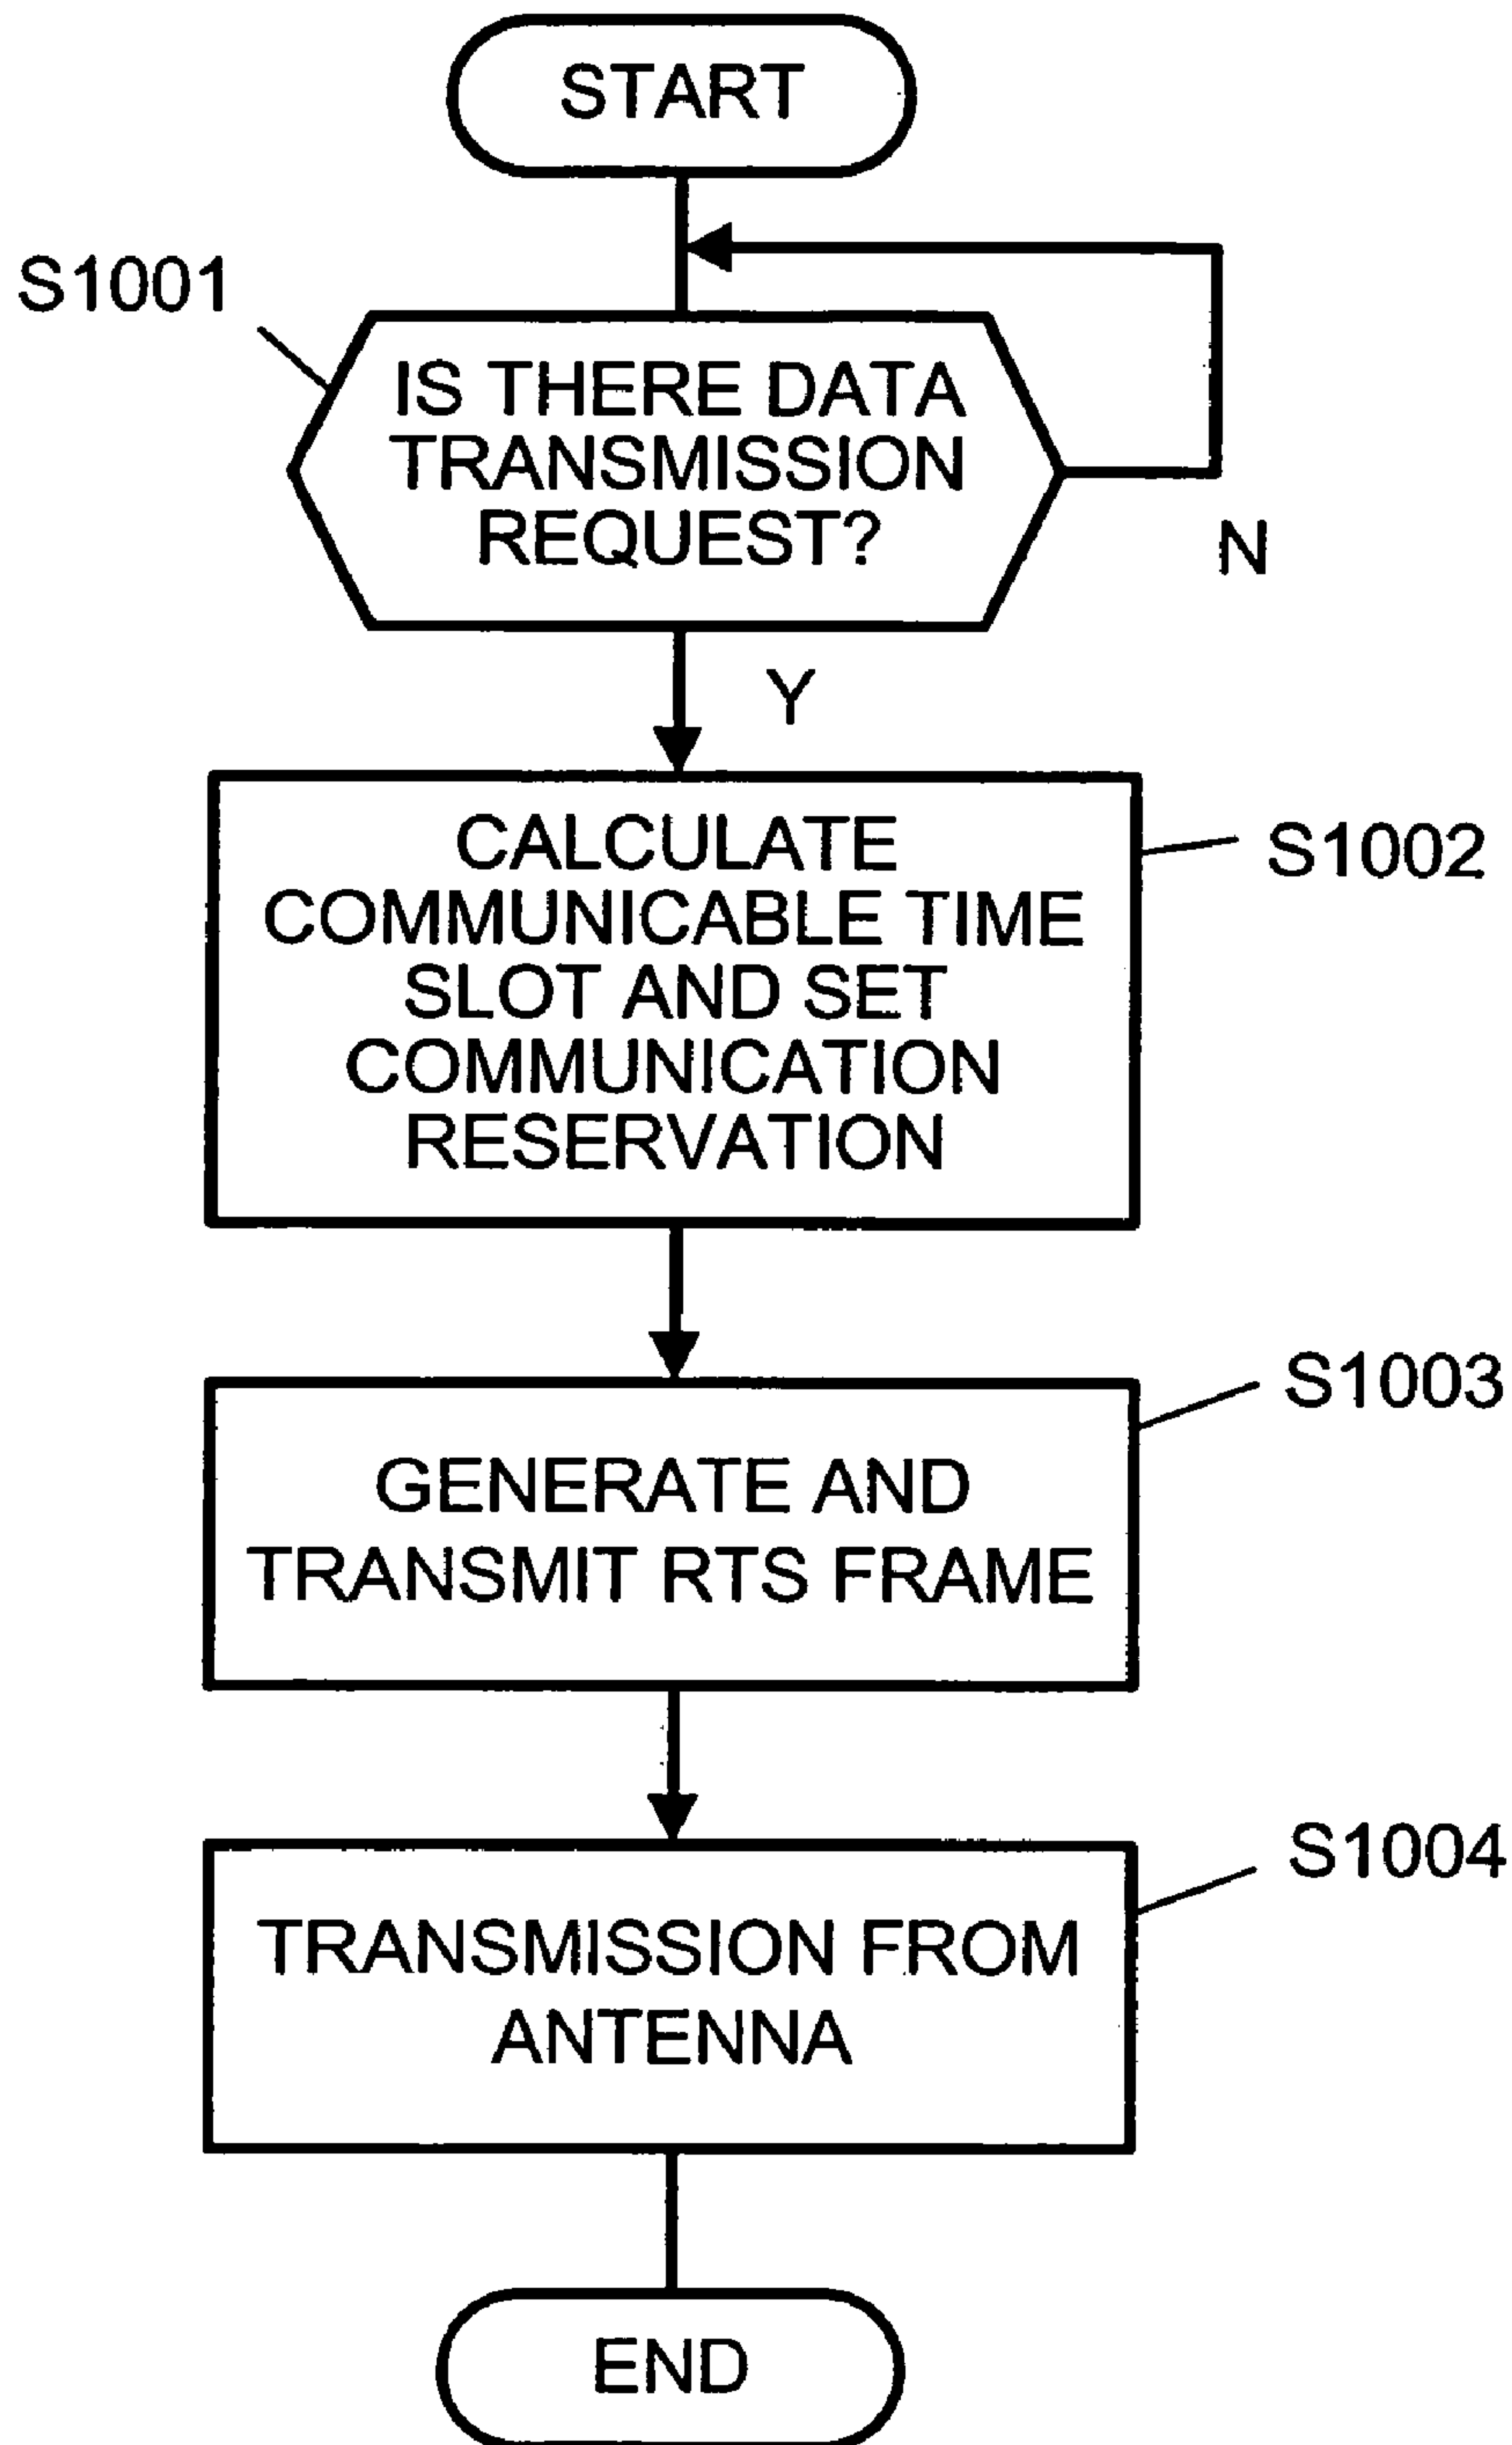 START
S1001
IS THERE DATA
TRANSMISSION
REQUEST?
N
Y
CALCULATE
COMMUNICABLE TIME
SLOT AND SET
COMMUNICATION
RESERVATION
S1002
S1003
GENERATE AND
TRANSMIT RTS FRAME
S1004
TRANSMISSION FROM
ANTENNA
END